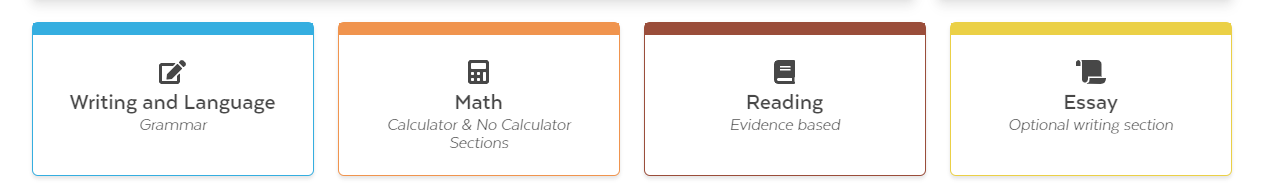 Writing and Language
Grammar
Math
Calculator & No Calculator
Sections
Reading
Evidence based
Essay
Optional writing section